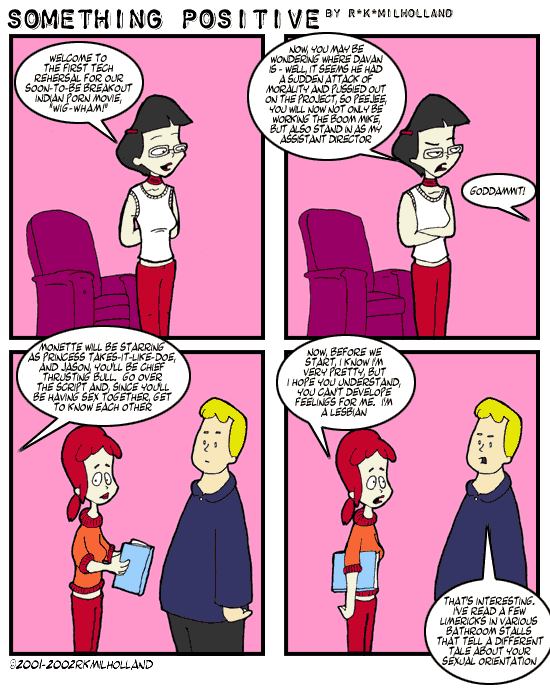 SOMETHING POSITIVE BY R*K*MILHOLLAND
WELCOME TO
THE FIRST TECH
REHERSAL FOR OUR
SOON-TO-BE BREAKOUT
INDIAN PORN MOVIE,
"WIG-WHAM!"
NOW, YOU MAY BE
WONDERING WHERE DAVAN
IS - WELL, IT SEEMS HE HAD
A SUDDEN ATTACK OF
MORALITY AND PUSSIED OUT
ON THE PROJECT, SO PEEJEE,
YOU WILL NOW NOT ONLY BE
WORKING THE BOOM MIKE,
BUT ALSO STAND IN AS MY
ASSISTANT DIRECTOR
GODDAMMIT!
MONETTE WILL BE STARRING
AS PRINCESS TAKES-IT-LIKE-DOE,
AND JASON, YOU'LL BE CHIEF
THRUSTING BULL. GO OVER
THE SCRIPT AND, SINCE YOU'LL
BE HAVING SEX TOGETHER, GET
TO KNOW EACH OTHER
NOW, BEFORE WE
START, I KNOW I'M
VERY PRETTY, BUT
I HOPE YOU UNDERSTAND,
YOU CAN'T DEVELOPE
FEELINGS FOR ME. I'M
A LESBIAN
THAT'S INTERESTING.
I'VE READ A FEW
LIMERICKS IN VARIOUS
BATHROOM STALLS
THAT TELL A DIFFERENT
TALE ABOUT YOUR
SEXUAL ORIENTATION
©2001-2002RKMILHOLLAND